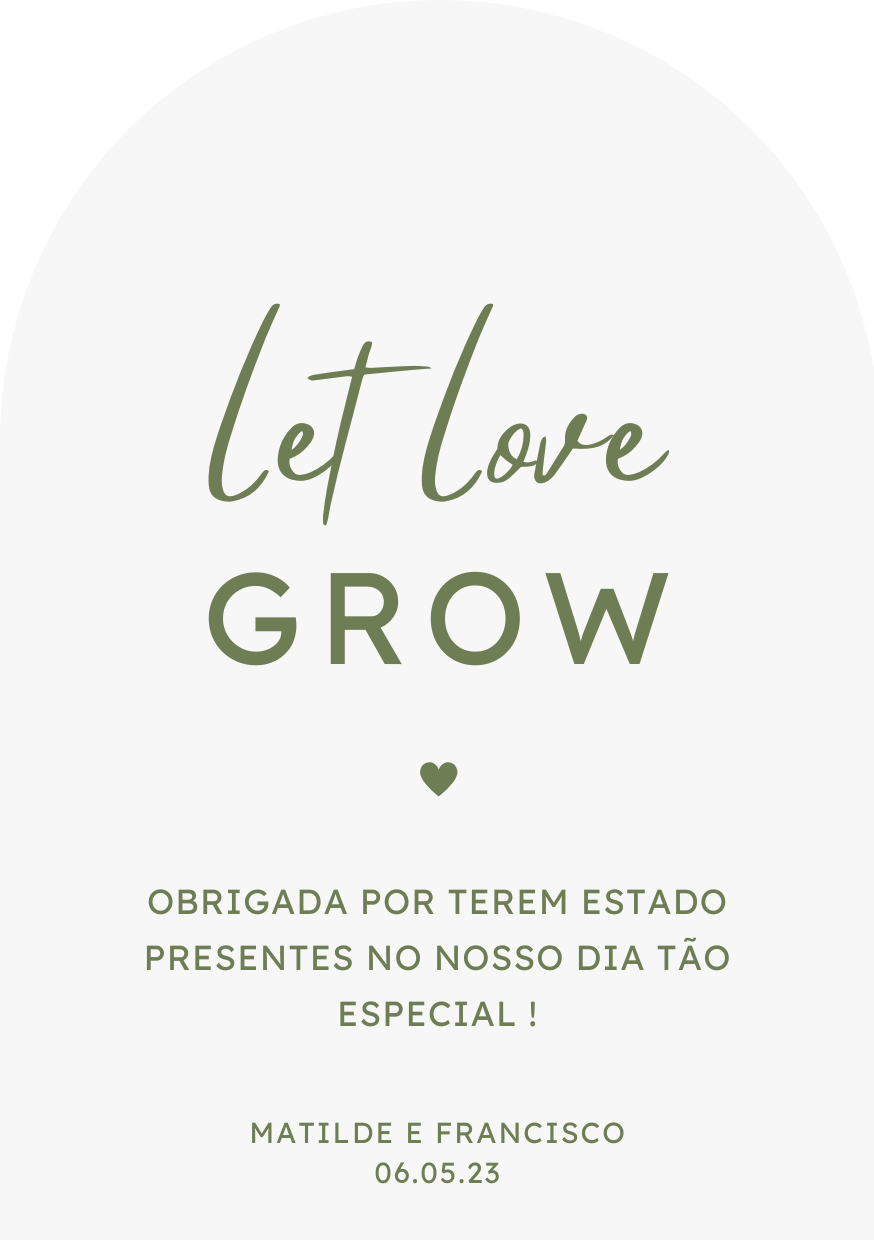 Let Love
GROW
OBRIGADA POR TEREM ESTADO
PRESENTES NO NOSSO DIA TÃO
ESPECIAL !
MATILDE E FRANCISCO
06.05.23